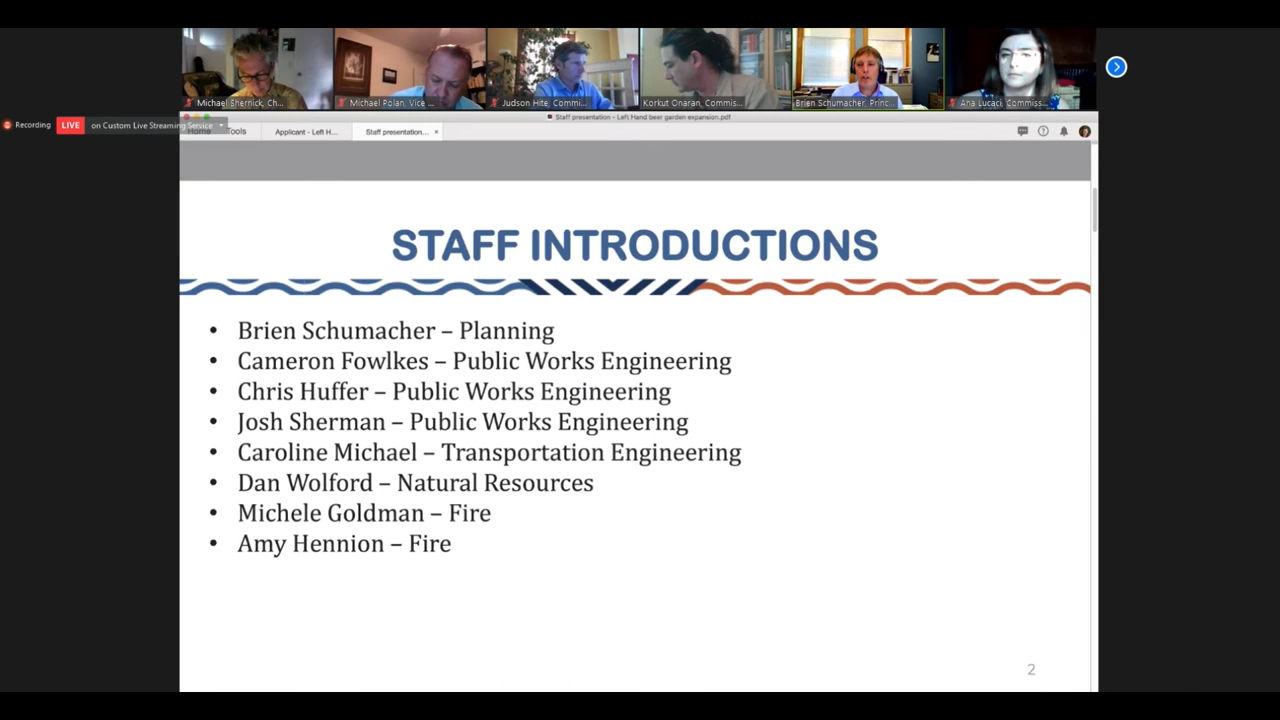 Michael Shernick, Ch...
Michael Polan, Vice ...
Judson Hite, Commi...
Korkut Onaran, Commis...
Brien Schumacher, Princ...
Ana Lucaci, Commiss...
Recording
LIVE
on Custom Live Streaming Service
Staff presentation - Left Hand beer garden expansion.pdf
Home
Tools
Applicant - Left H...
Staff presentation... ×
STAFF INTRODUCTIONS
• Brien Schumacher – Planning
• Cameron Fowlkes – Public Works Engineering
• Chris Huffer – Public Works Engineering
• Josh Sherman – Public Works Engineering
• Caroline Michael – Transportation Engineering
• Dan Wolford – Natural Resources
• Michele Goldman – Fire
• Amy Hennion – Fire
2